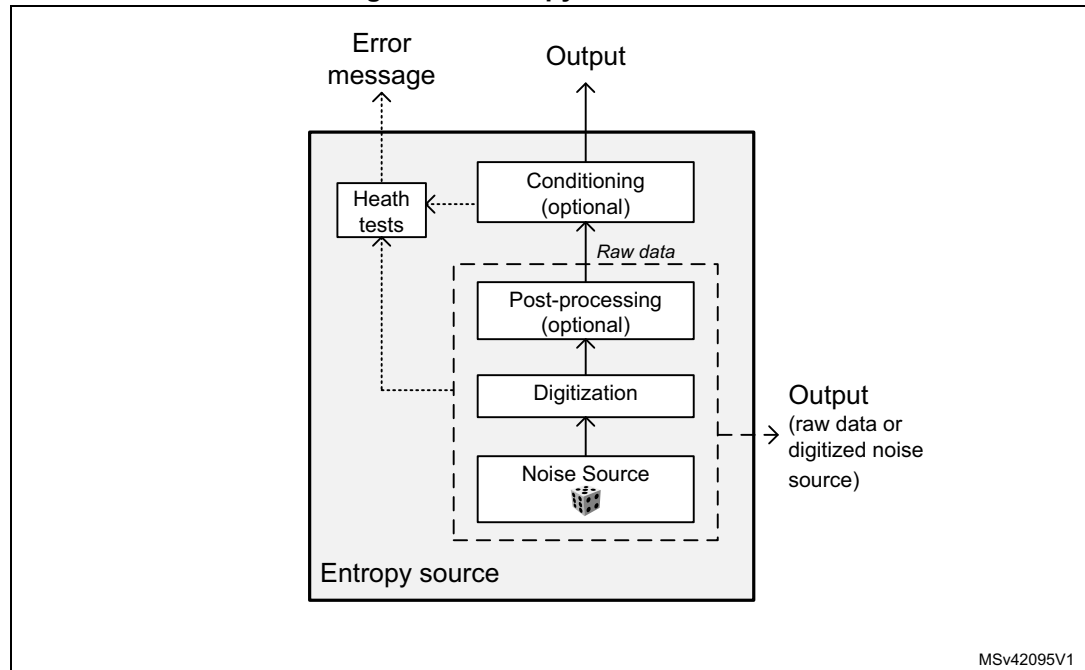 Error
message
Output
Conditioning
(optional)
Heath
tests
Raw data
Post-processing
(optional)
Digitization
Output
(raw data or
digitized noise
source)
Noise Source
Entropy source
MSv42095V1